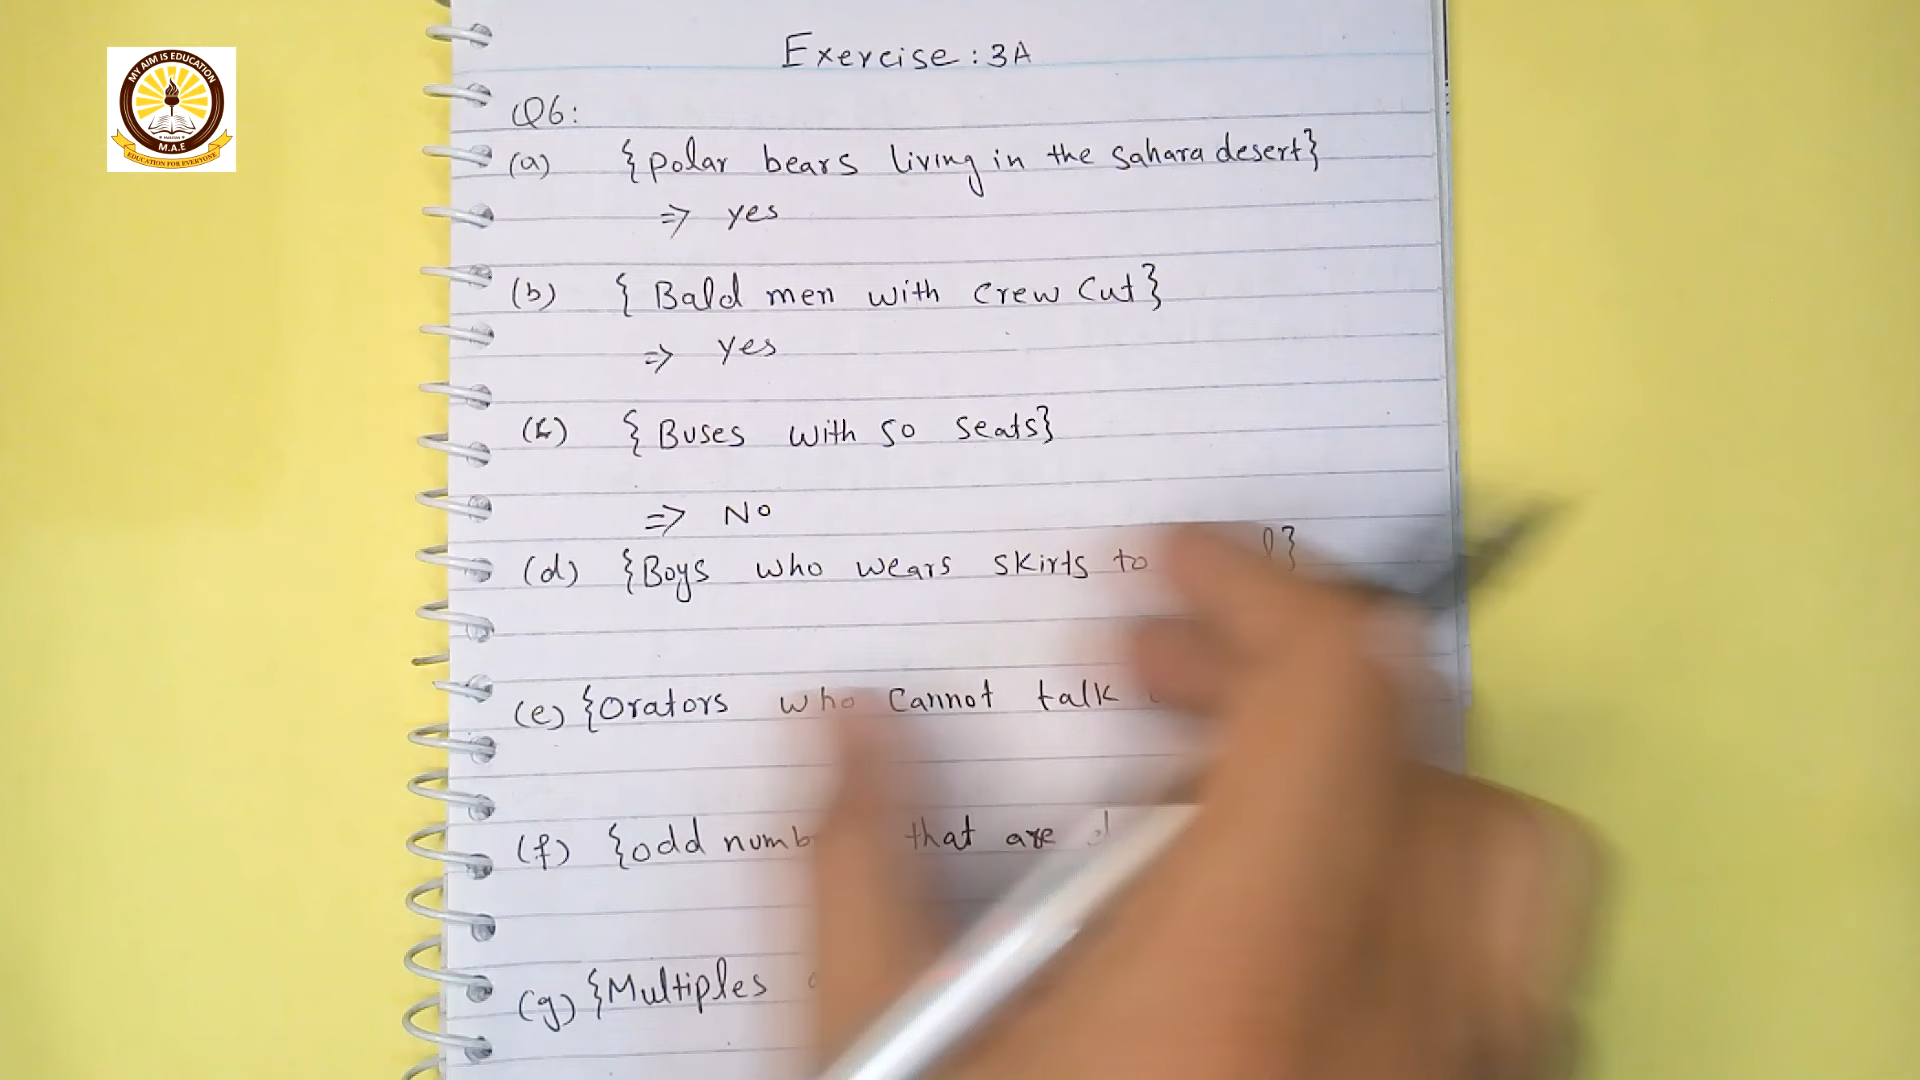 MY AIM IS EDUCATION
M.A.E
EDUCATION FOR EVERYONE
Exercise : 3A
Q6:
(a) {polar bears living in the sahara desert}
=> yes
(b) { Bald men with crew cut}
=> yes
(c) { Buses with 50 seats}
=> No
(d) {Boys who wears skirts to
(e) {Orators who cannot talk
(f) {odd that are
(g) {Multiples